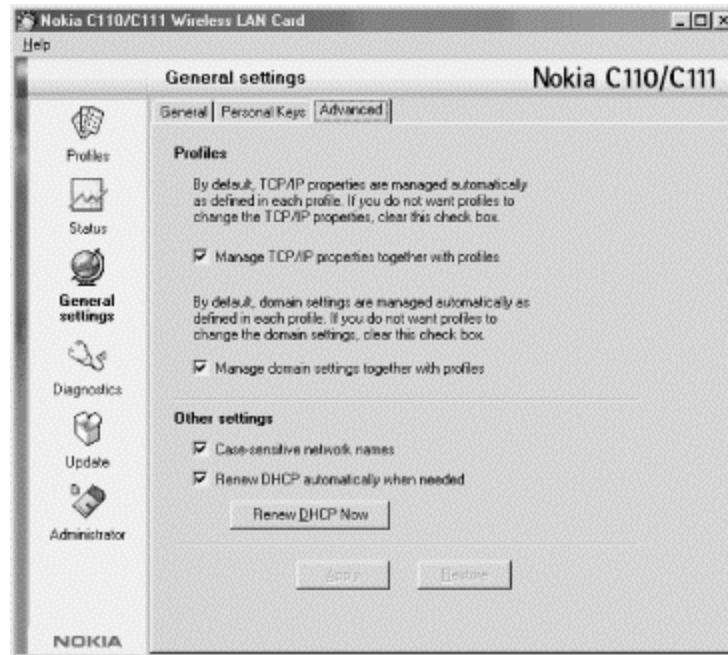 Nokia C110/C111 Wireless LAN Card
Help
General settings
Nokia C110/C111
General
Personal Keys
Advanced
Profiles
Status
General
settings
Diagnostics
Update
Administrator
NOKIA
Profiles
By default, TCP/IP properties are managed automatically
as defined in each profile. If you do not want profiles to
change the TCP/IP properties, clear this check box.
Manage TCP/IP properties together with profiles
By default, domain settings are managed automatically as
defined in each profile. If you do not want profiles to
change the domain settings, clear this check box.
Manage domain settings together with profiles
Other settings
Case-sensitive network names
Renew DHCP automatically when needed
Renew DHCP Now
Apply
Restore